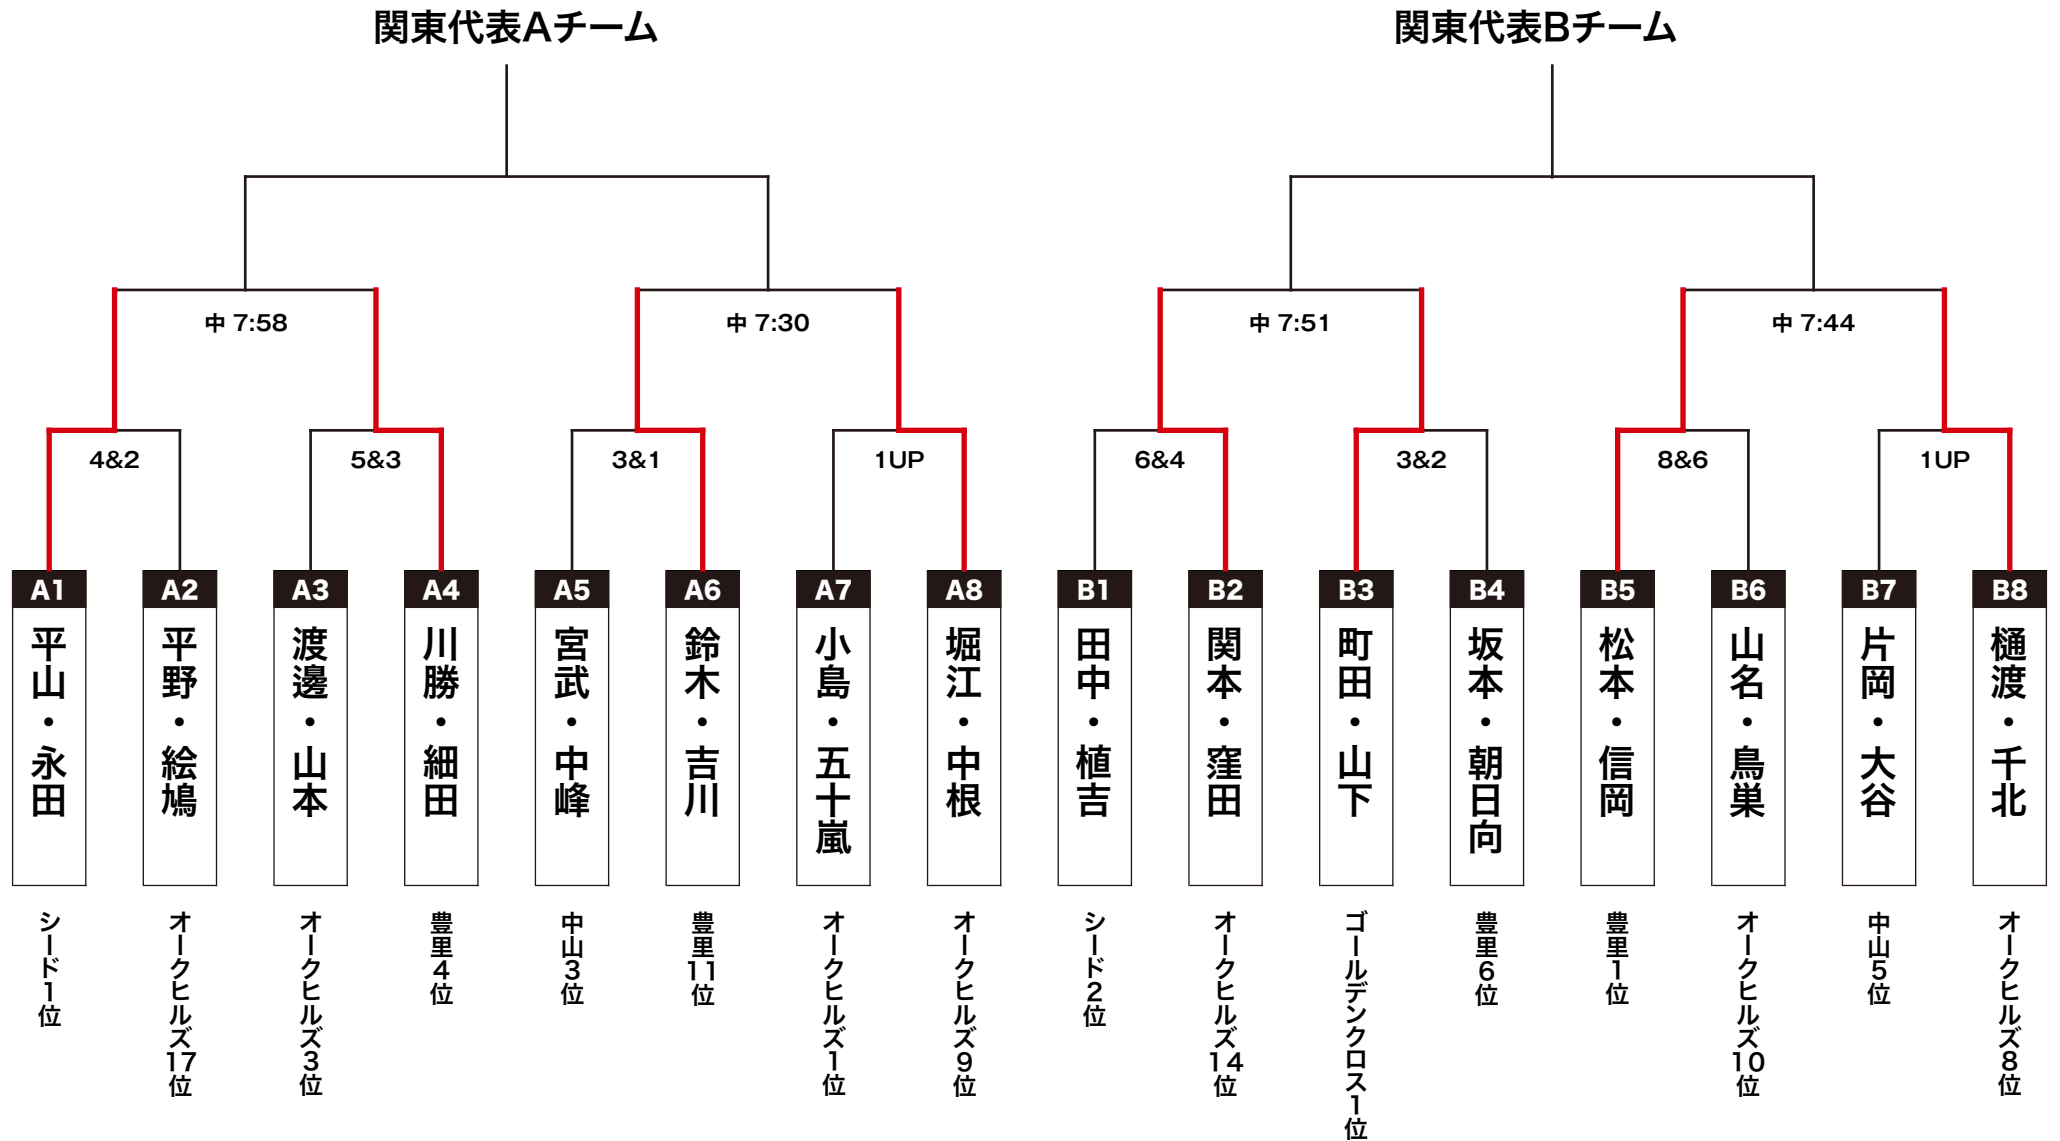 関東代表Aチーム
関東代表Bチーム
中 7:58
中 7:30
中 7:51
中 7:44
4&2
5&3
3&1
1UP
6&4
3&2
8&6
1UP
A1
A2
A3
A4
A5
A6
A7
A8
B1
B2
B3
B4
B5
B6
B7
B8
平山・永田
平野・絵鳩
渡邊・山本
川勝・細田
宮武・中峰
鈴木・吉川
小島・五十嵐
堀江・中根
田中・植吉
関本・窪田
町田・山下
坂本・朝日向
松本・信岡
山名・鳥巣
片岡・大谷
樋渡・千北
シード1位
オークヒルズ17位
オークヒルズ3位
豊里4位
中山3位
豊里11位
オークヒルズ1位
オークヒルズ9位
シード2位
オークヒルズ14位
ゴールデンクロス1位
豊里6位
豊里1位
オークヒルズ10位
中山5位
オークヒルズ8位